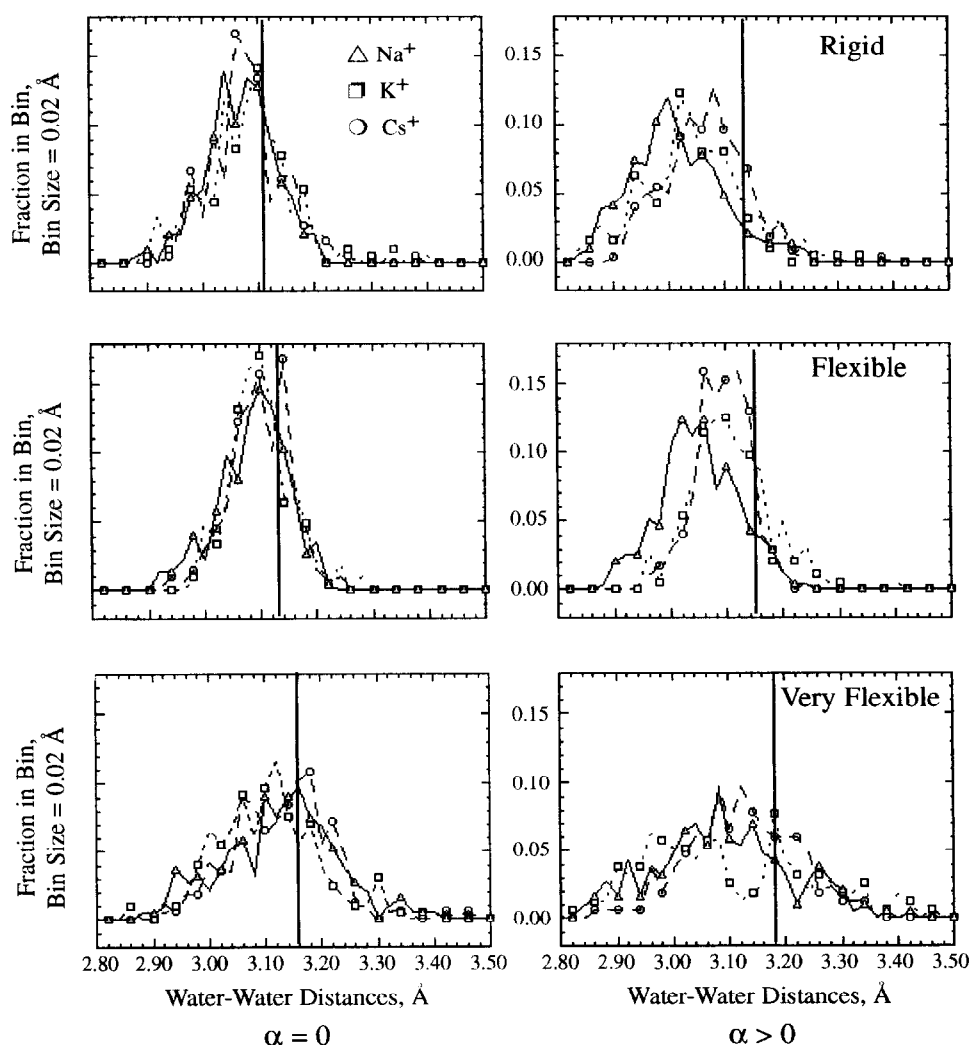 Fraction in Bin,
Bin Size = 0.02 Å
Na⁺
K⁺
Cs⁺
0.15
0.10
0.05
0.00
Rigid
Fraction in Bin,
Bin Size = 0.02 Å
0.15
0.10
0.05
0.00
Flexible
Fraction in Bin,
Bin Size = 0.02 Å
0.15
0.10
0.05
0.00
Very Flexible
2.80 2.90 3.00 3.10 3.20 3.30 3.40 3.50
2.80 2.90 3.00 3.10 3.20 3.30 3.40 3.50
Water-Water Distances, Å
Water-Water Distances, Å
α = 0
α > 0